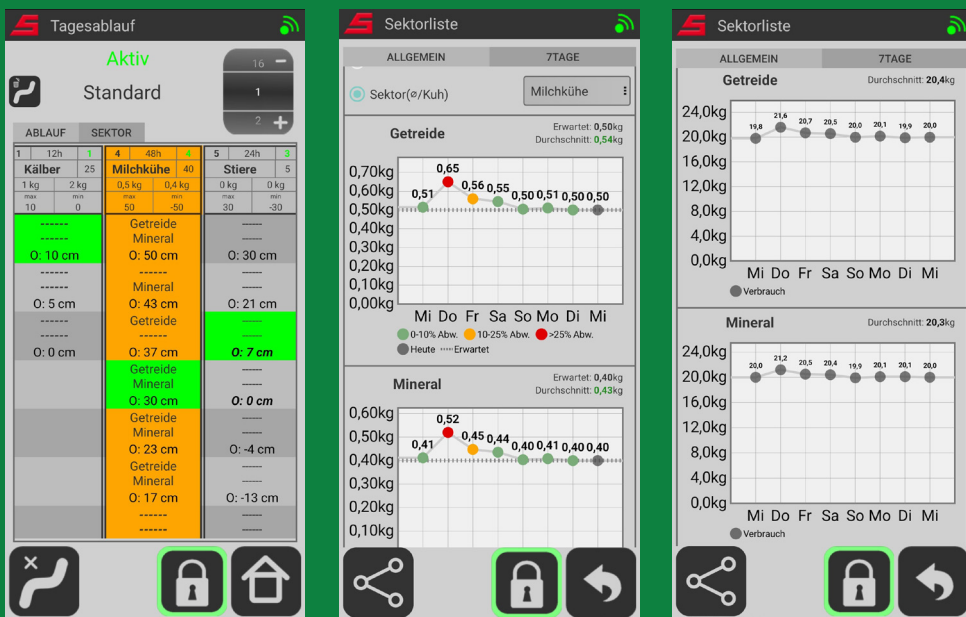 Tagesablauf
Aktiv
Standard
16
1
2
ABLAUF SEKTOR
1 12h 1 4 48h 4 5 24h 3
Kälber 25 Milchkühe 40 Stiere 5
1 kg 2 kg 0,5 kg 0,4 kg 0 kg 0 kg
max min max min max min
10 0 50 -50 30 -30
------ Getreide ------
------ Mineral ------
O: 10 cm O: 50 cm O: 30 cm
------ ------ ------
------ Mineral ------
O: 5 cm O: 43 cm O: 21 cm
------ Getreide ------
------ ------ ------
O: 0 cm O: 37 cm O: 7 cm
Getreide ------
Mineral ------
O: 30 cm O: 0 cm
Getreide ------
Mineral ------
O: 23 cm O: -4 cm
Getreide ------
Mineral ------
O: 17 cm O: -13 cm
------ ------
------ ------
Sektorliste
ALLGEMEIN 7TAGE
Sektor(ø/Kuh) Milchkühe
Getreide
Erwartet: 0,50kg
Durchschnitt: 0,54kg
0,70kg
0,60kg
0,50kg
0,40kg
0,30kg
0,20kg
0,10kg
0,00kg
0,51 0,65 0,56 0,55 0,50 0,51 0,50 0,50
Mi Do Fr Sa So Mo Di Mi
0-10% Abw. 10-25% Abw. >25% Abw.
Heute Erwartet
Mineral
Erwartet: 0,40kg
Durchschnitt: 0,43kg
0,60kg
0,50kg
0,40kg
0,30kg
0,20kg
0,10kg
0,41 0,52 0,45 0,44 0,40 0,41 0,40 0,40
Sektorliste
ALLGEMEIN 7TAGE
Getreide
Durchschnitt: 20,4kg
24,0kg
20,0kg
16,0kg
12,0kg
8,0kg
4,0kg
0,0kg
19,8 21,6 20,7 20,5 20,0 20,1 19,9 20,0
Mi Do Fr Sa So Mo Di Mi
Verbrauch
Mineral
Durchschnitt: 20,3kg
24,0kg
20,0kg
16,0kg
12,0kg
8,0kg
4,0kg
0,0kg
20,0 21,2 20,5 20,4 19,9 20,1 20,1 20,0
Mi Do Fr Sa So Mo Di Mi
Verbrauch